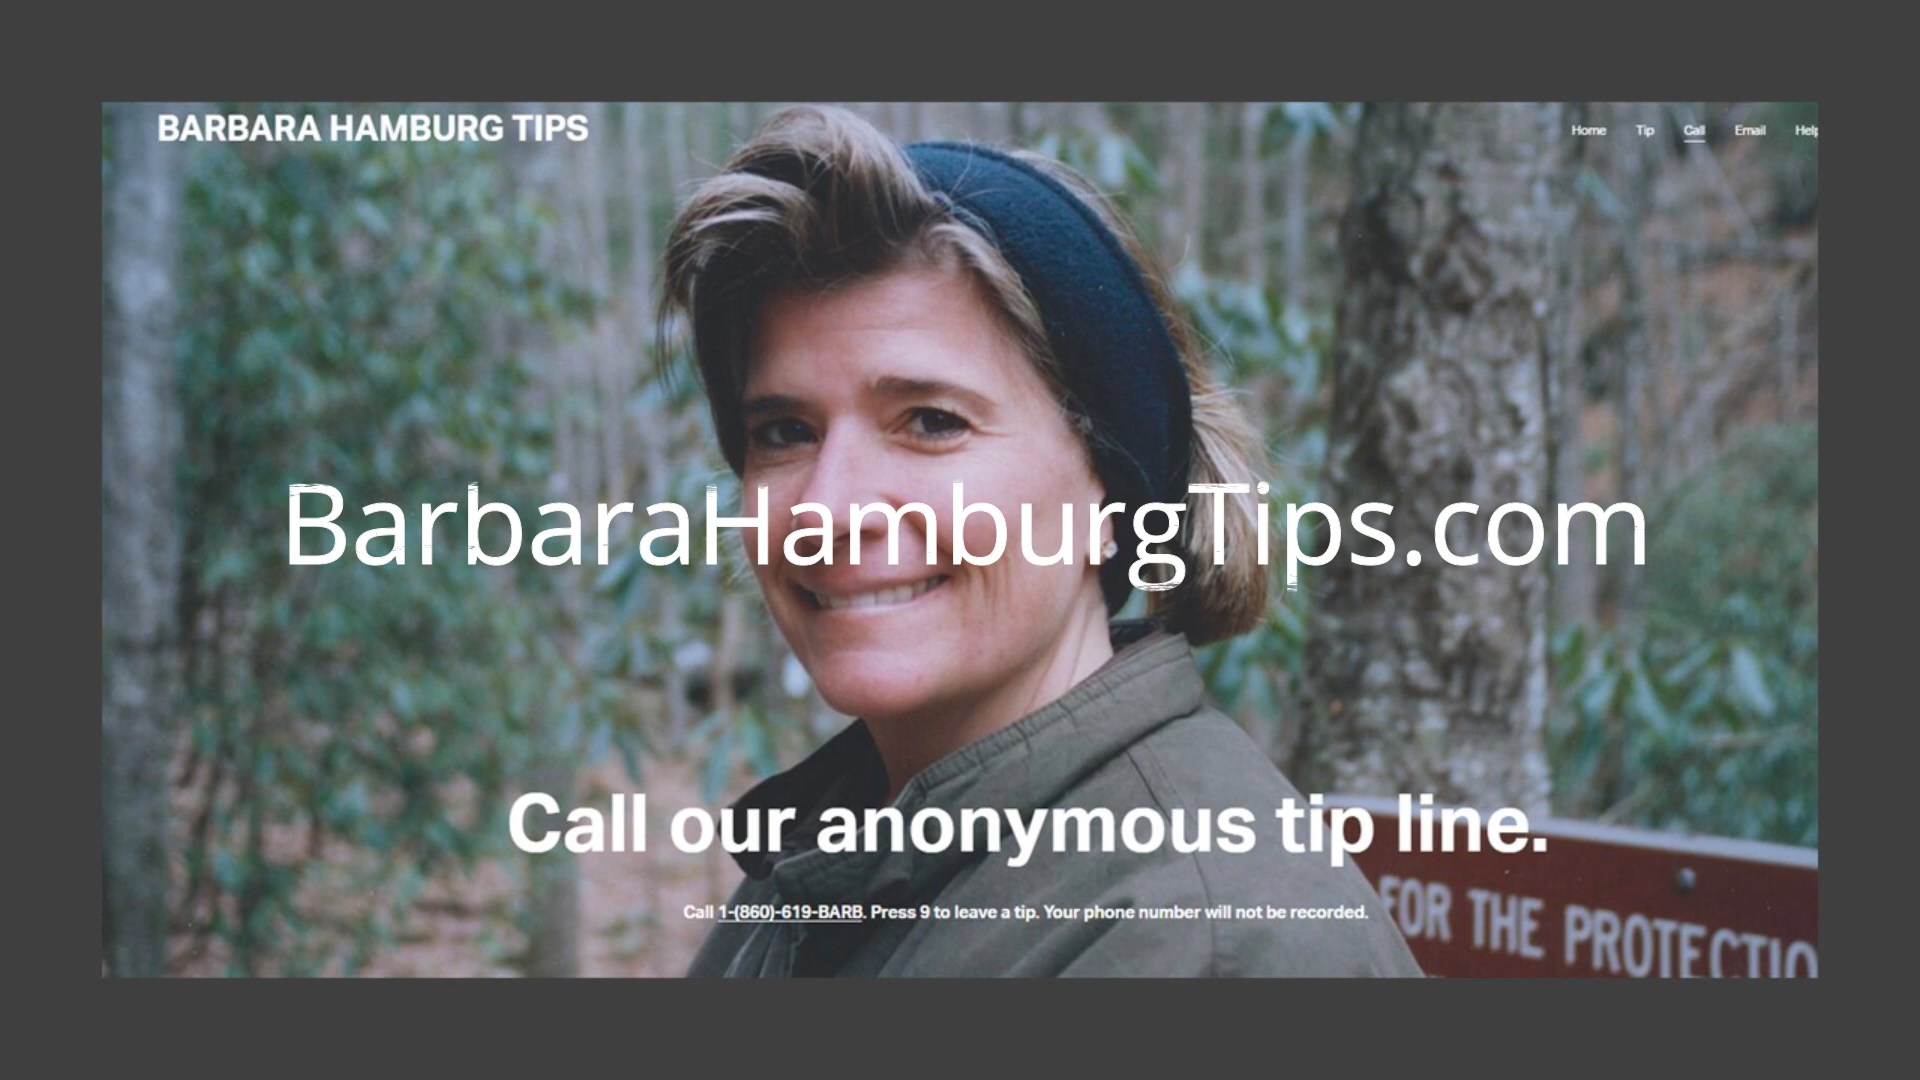 BARBARA HAMBURG TIPS
Home Tip Call Email Help
BarbaraHamburgTips.com
Call our anonymous tip line.
Call 1-(860)-619-BARB. Press 9 to leave a tip. Your phone number will not be recorded.
FOR THE PROTECTIO